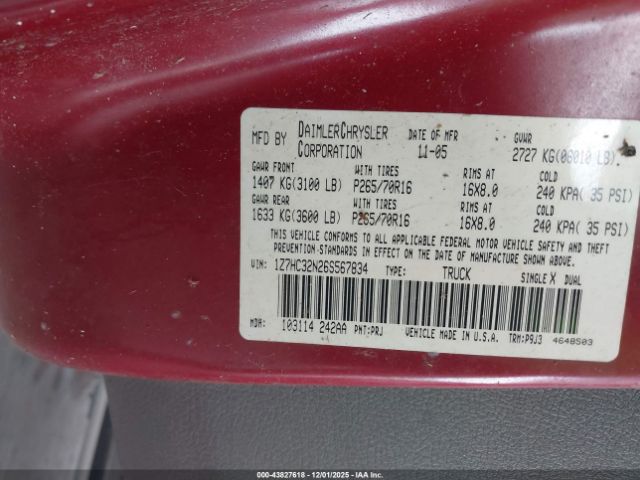 MFD BY DAIMLERCHRYSLER CORPORATION DATE OF MFR 11-05 GVWR 2727 KG(06010 LB).
GAWR FRONT WITH TIRES RIMS AT COLD
1407 KG(3100 LB) P265/70R16 16X8.0 240 KPA( 35 PSI)
GAWR REAR WITH TIRES RIMS AT COLD
1633 KG(3600 LB) P265/70R16 16X8.0 240 KPA( 35 PSI)
THIS VEHICLE CONFORMS TO ALL APPLICABLE FEDERAL MOTOR VEHICLE SAFETY AND THEFT
PREVENTION STANDARDS IN EFFECT ON THE DATE OF MANUFACTURE SHOWN ABOVE.
VIN: 1Z7HC32N26S567834 TYPE: TRUCK SINGLE X DUAL
MDH: 103114 242AA PNT:PRJ VEHICLE MADE IN U.S.A. TRM:P9J3 4648503
000-43827618 | 12/01/2025 - IAAI.COM